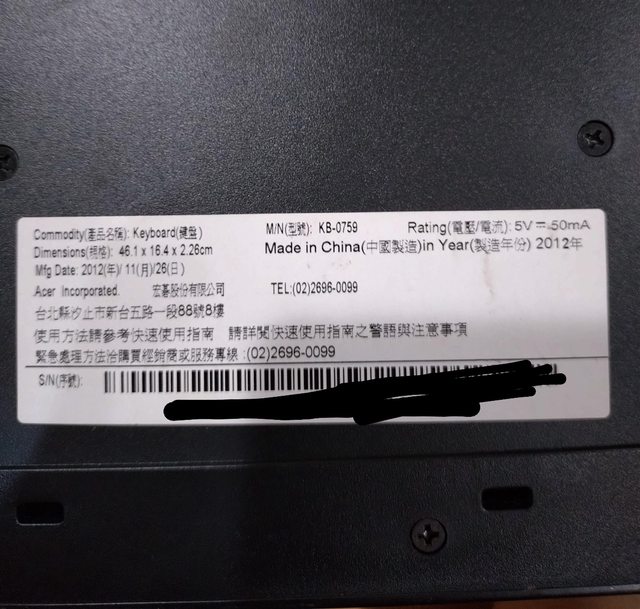 Commodity(產品名稱): Keyboard(鍵盤) M/N(型號): KB-0759 Rating(電壓/電流): 5V⎓50mA
Dimensions(規格): 46.1 x 16.4 x 2.26cm Made in China(中國製造)in Year(製造年份) 2012年
Mfg Date: 2012(年)/ 11(月)/26(日)
Acer Incorporated. 宏碁股份有限公司 TEL:(02)2696-0099
台北縣汐止市新台五路一段88號8樓
使用方法請參考快速使用指南 請詳閱快速使用指南之警語與注意事項
緊急處理方法洽購買經銷商或服務專線:(02)2696-0099
S/N(序號):